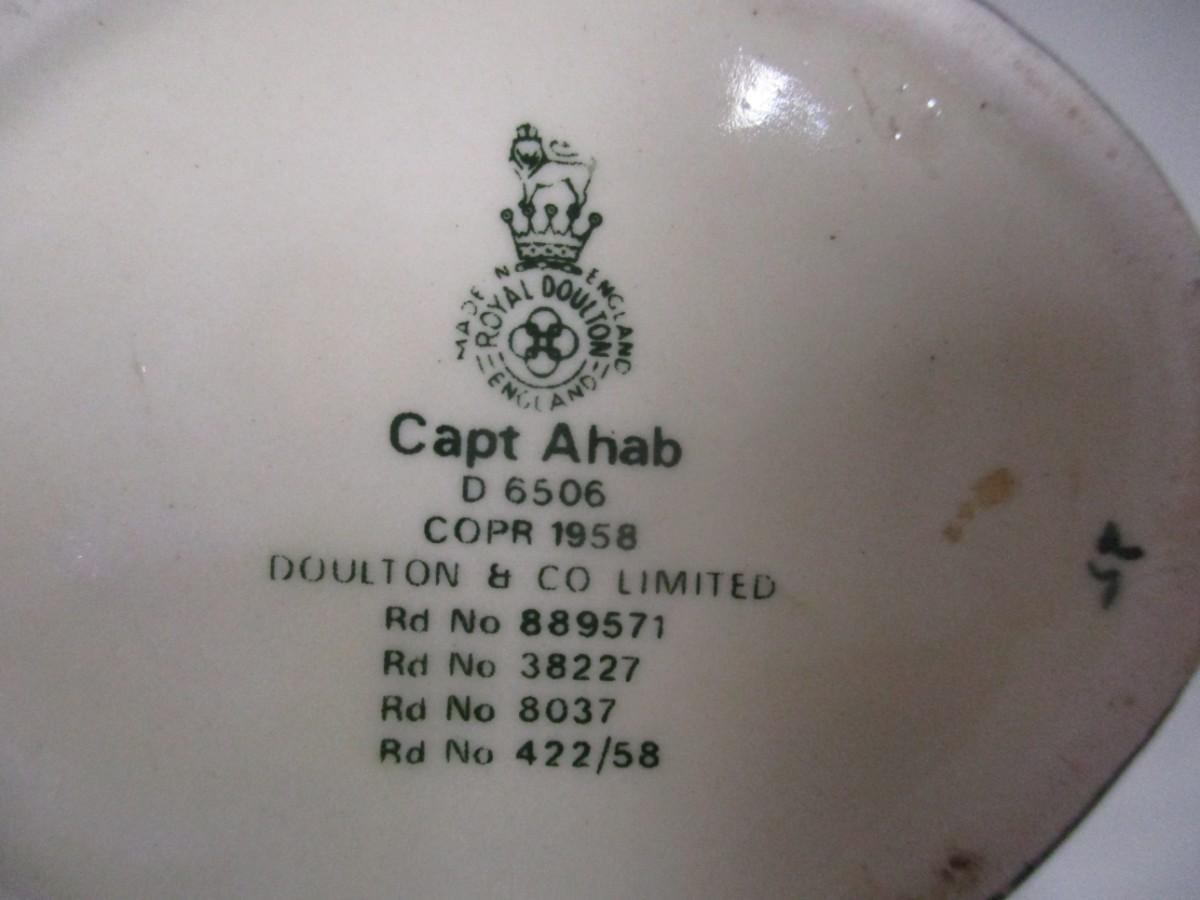 MADE IN ENGLAND
ROYAL DOULTON
ENGLAND
Capt Ahab
D 6506
COPR 1958
DOULTON & CO LIMITED
Rd No 889571
Rd No 38227
Rd No 8037
Rd No 422/58